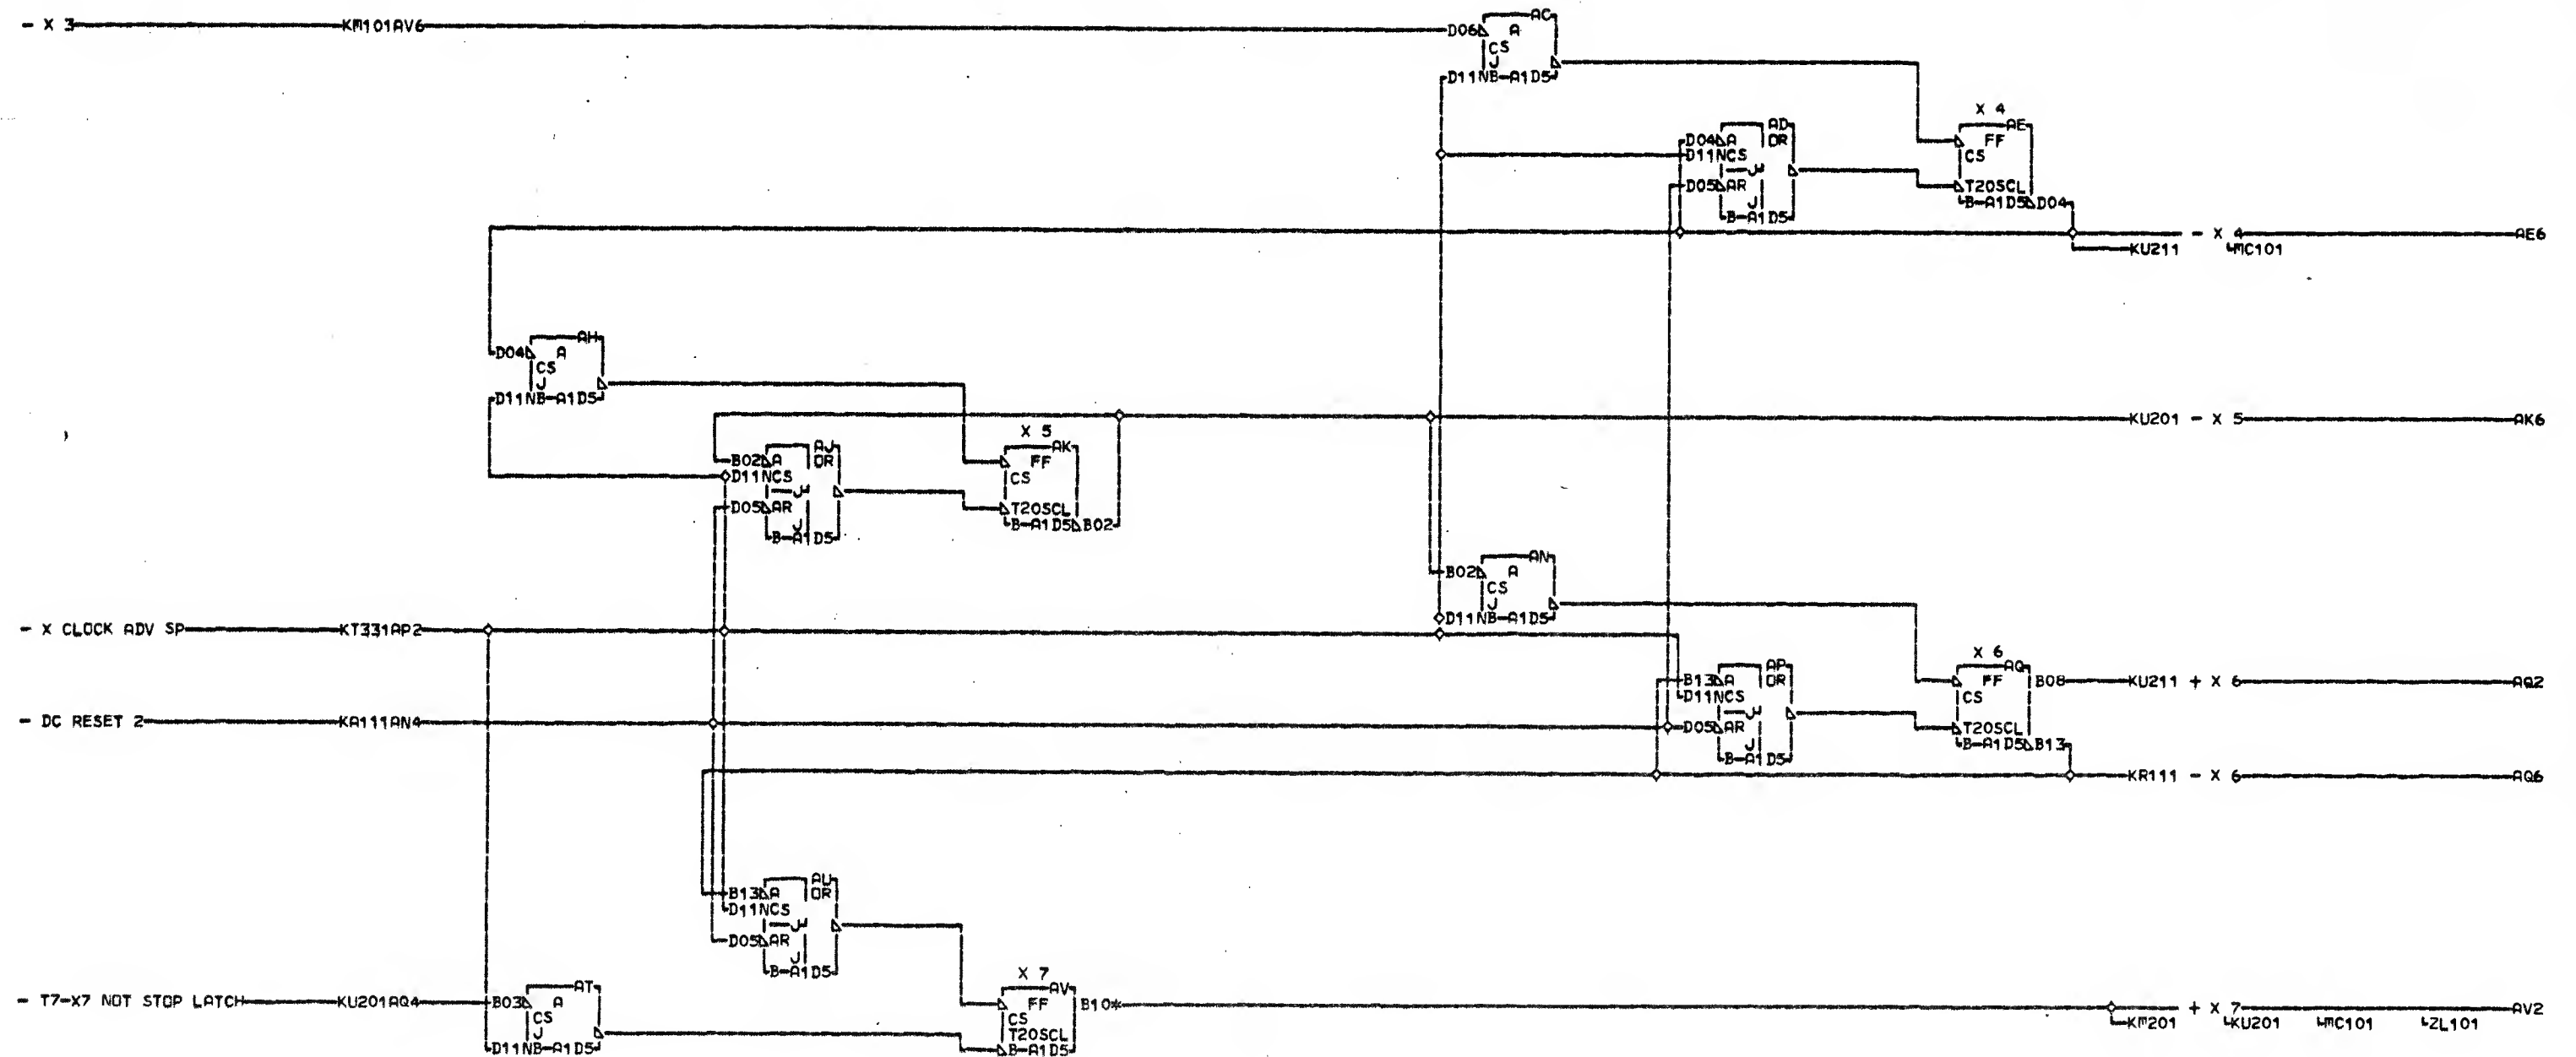 - X 3 KM101AV6 D06 A AC
CS
J
D11NB-A1D5
X 4
D04 A OR AD
FF AE
D11NCS
CS
J
D05 AR
T20SCL
J
B-A1D5 D04
B-A1D5
- X 4 AE6
KU211 MC101
AH
D04 A
CS
J
D11NB-A1D5
KU201 - X 5 AK6
X 5
AJ
AK
B02 A OR
FF
D11NCS
CS
J
D05 AR
T20SCL
J
B-A1D5 B02
B-A1D5
AN
B02 A
CS
J
D11NB-A1D5
- X CLOCK ADV SP KT331AP2
X 6
AP
AQ
B13 A OR
FF B08 KU211 + X 6 AQ2
D11NCS
CS
J
- DC RESET 2 KA111AN4 D05 AR
T20SCL
J
B-A1D5 B13
B-A1D5
KR111 - X 6 AQ6
AU
B13 A OR
D11NCS
J
D05 AR
J
B-A1D5
X 7
AT
AV
- T7-X7 NOT STOP LATCH KU201AQ4 B03 A
FF B10* + X 7 AV2
CS
CS
KM201 KU201 MC101 ZL101
J
T20SCL
D11NB-A1D5
B-A1D5